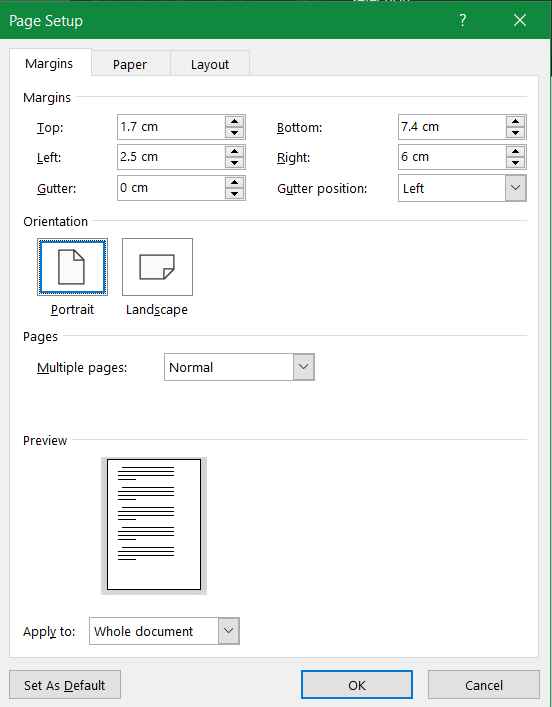 Page Setup ?
Margins Paper Layout
Margins
Top: 1.7 cm Bottom: 7.4 cm
Left: 2.5 cm Right: 6 cm
Gutter: 0 cm Gutter position: Left
Orientation
Portrait Landscape
Pages
Multiple pages: Normal
Preview
Apply to: Whole document
Set As Default OK Cancel